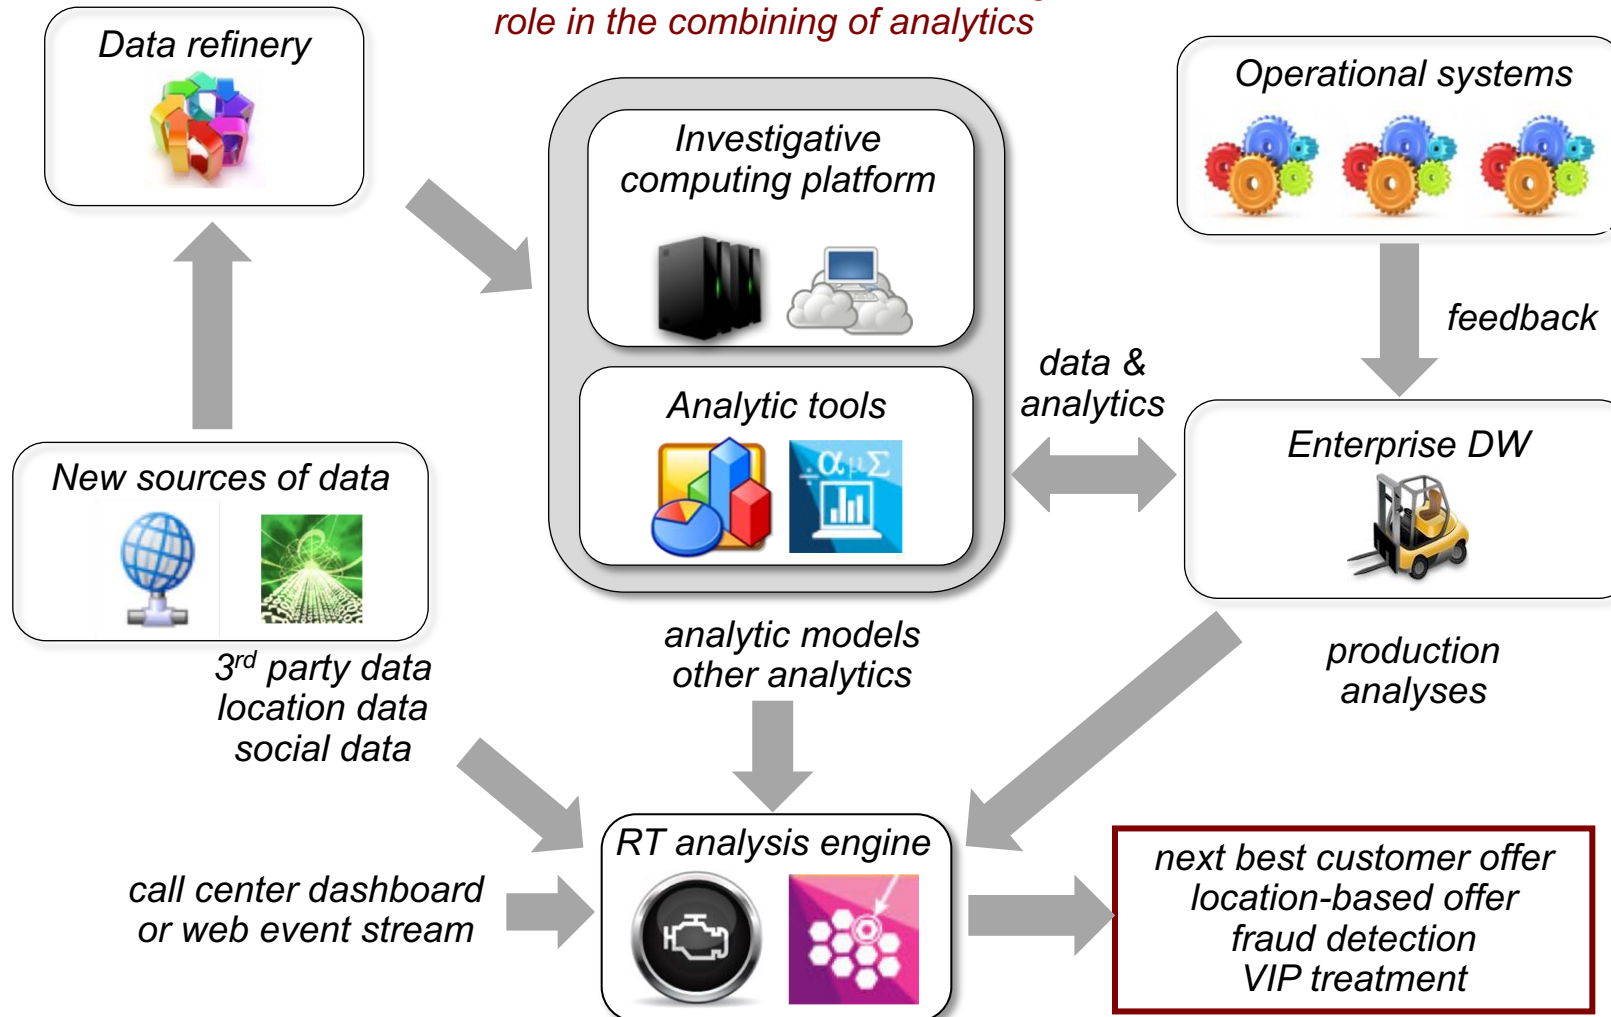 role in the combining of analytics
Data refinery
Operational systems
Investigative
computing platform
feedback
data &
analytics
Analytic tools
Enterprise DW
New sources of data
÷αμΣ
3rd party data
location data
social data
analytic models
other analytics
production
analyses
RT analysis engine
call center dashboard
or web event stream
next best customer offer
location-based offer
fraud detection
VIP treatment